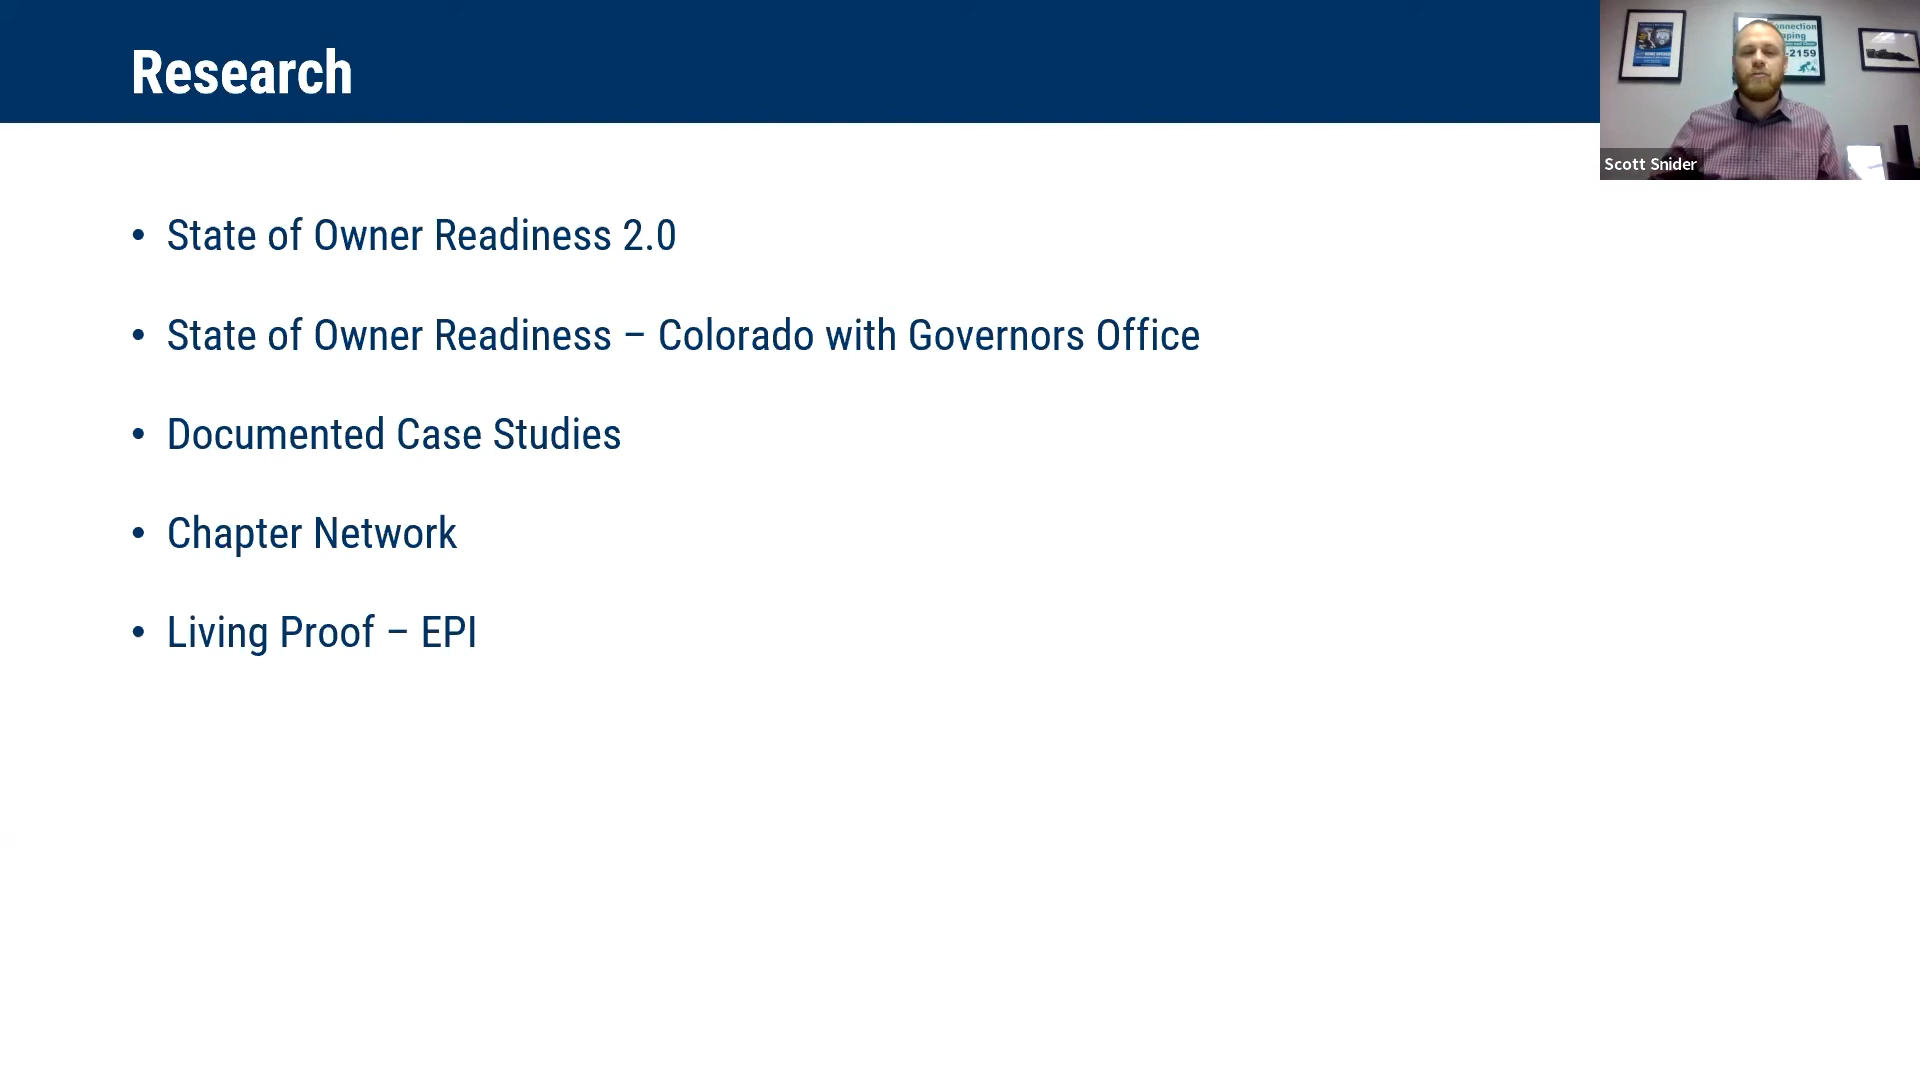 Research
• State of Owner Readiness 2.0
• State of Owner Readiness – Colorado with Governors Office
• Documented Case Studies
• Chapter Network
• Living Proof – EPI
-2159
Scott Snider